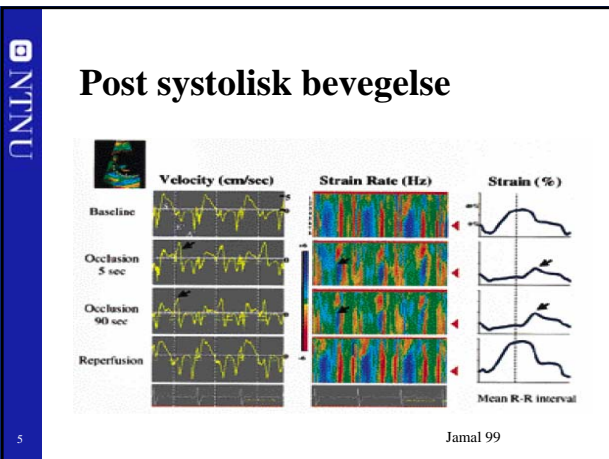 NTNU
Post systolisk bevegelse
Velocity (cm/sec)
Strain Rate (Hz)
Strain (%)
Baseline
Occlusion
5 sec
Occlusion
90 sec
Reperfusion
Mean R-R interval
5
Jamal 99